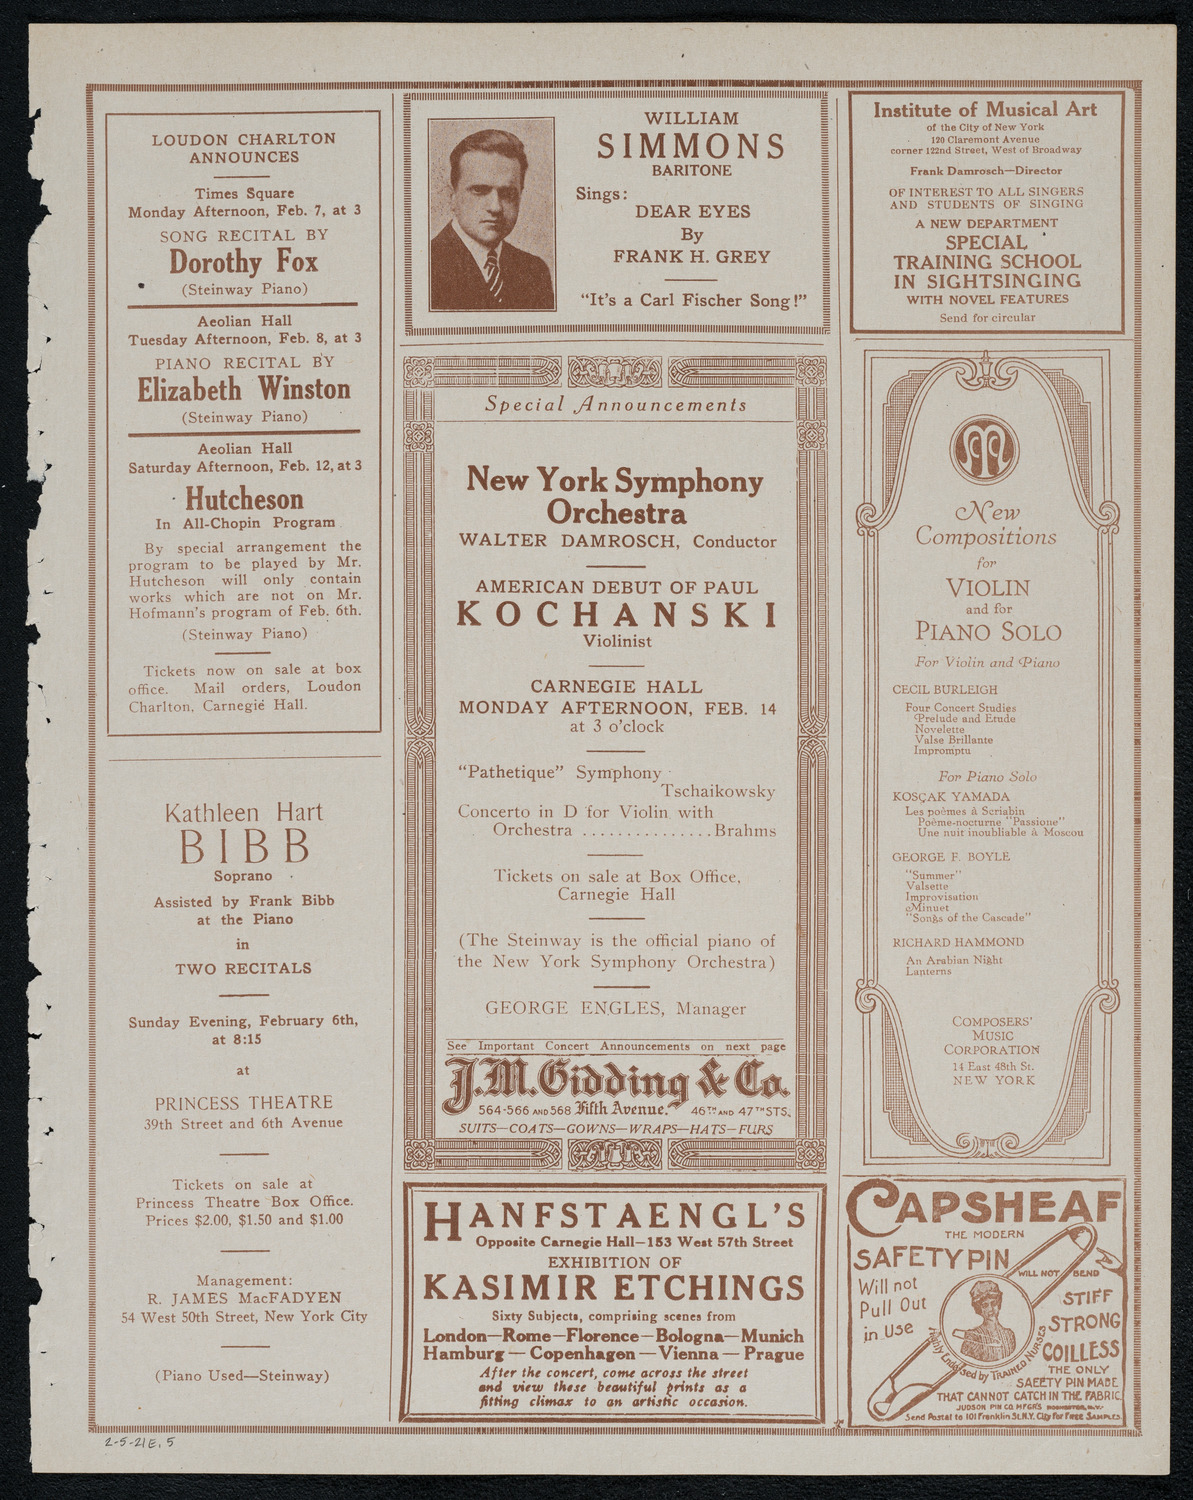 LOUDON CHARLTON
ANNOUNCES
Times Square
Monday Afternoon, Feb. 7, at 3
SONG RECITAL BY
Dorothy Fox
(Steinway Piano)
Aeolian Hall
Tuesday Afternoon, Feb. 8, at 3
PIANO RECITAL BY
Elizabeth Winston
(Steinway Piano)
Aeolian Hall
Saturday Afternoon, Feb. 12, at 3
Hutcheson
In All-Chopin Program
By special arrangement the
program to be played by Mr.
Hutcheson will only contain
works which are not on Mr.
Hofmann's program of Feb. 6th.
(Steinway Piano)
Tickets now on sale at box
office. Mail orders, Loudon
Charlton, Carnegie Hall.
Kathleen Hart
BIBB
Soprano
Assisted by Frank Bibb
at the Piano
in
TWO RECITALS
Sunday Evening, February 6th,
at 8:15
at
PRINCESS THEATRE
39th Street and 6th Avenue
Tickets on sale at
Princess Theatre Box Office.
Prices $2.00, $1.50 and $1.00
Management:
R. JAMES MacFADYEN
54 West 50th Street, New York City
(Piano Used—Steinway)
WILLIAM
SIMMONS
BARITONE
Sings:
DEAR EYES
By
FRANK H. GREY
"It's a Carl Fischer Song!"
Special Announcements
New York Symphony
Orchestra
WALTER DAMROSCH, Conductor
AMERICAN DEBUT OF PAUL
KOCHANSKI
Violinist
CARNEGIE HALL
MONDAY AFTERNOON, FEB. 14
at 3 o'clock
"Pathetique" Symphony
Tschaikowsky
Concerto in D for Violin with
Orchestra ...............Brahms
Tickets on sale at Box Office,
Carnegie Hall
(The Steinway is the official piano of
the New York Symphony Orchestra)
GEORGE ENGLES, Manager
See Important Concert Announcements on next page
J.M. Gidding & Co.
564-566 AND 568 Fifth Avenue. 46TH AND 47TH STS.
SUITS—COATS—GOWNS—WRAPS—HATS—FURS
HANFSTAENGL'S
Opposite Carnegie Hall—153 West 57th Street
EXHIBITION OF
KASIMIR ETCHINGS
Sixty Subjects, comprising scenes from
London—Rome—Florence—Bologna—Munich
Hamburg—Copenhagen—Vienna—Prague
After the concert, come across the street
and view these beautiful prints as a
fitting climax to an artistic occasion.
Institute of Musical Art
of the City of New York
120 Claremont Avenue
corner 122nd Street, West of Broadway
Frank Damrosch—Director
OF INTEREST TO ALL SINGERS
AND STUDENTS OF SINGING
A NEW DEPARTMENT
SPECIAL
TRAINING SCHOOL
IN SIGHTSINGING
WITH NOVEL FEATURES
Send for circular
New
Compositions
for
VIOLIN
and for
PIANO SOLO
For Violin and Piano
CECIL BURLEIGH
Four Concert Studies
Prelude and Etude
Novelette
Valse Brillante
Impromptu
For Piano Solo
KOSÇAK YAMADA
Les poèmes à Scriabin
Poème-nocturne "Passione"
Une nuit inoubliable à Moscou
GEORGE F. BOYLE
"Summer"
Valsette
Improvisation
Minuet
"Songs of the Cascade"
RICHARD HAMMOND
An Arabian Night
Lanterns
COMPOSERS'
MUSIC
CORPORATION
14 East 48th St.
NEW YORK
CAPSHEAF
THE MODERN
SAFETY PIN
WILL NOT BEND
Will not
Pull Out
in Use
STIFF
STRONG
COILLESS
Endorsed by TRAINED NURSES
THE ONLY
SAFETY PIN MADE
THAT CANNOT CATCH IN THE FABRIC
JUDSON PIN CO. MFGRS ROCHESTER, N.Y.
Send Postal to 101 Franklin St. N.Y. City for FREE SAMPLES
2-5-21E, 5